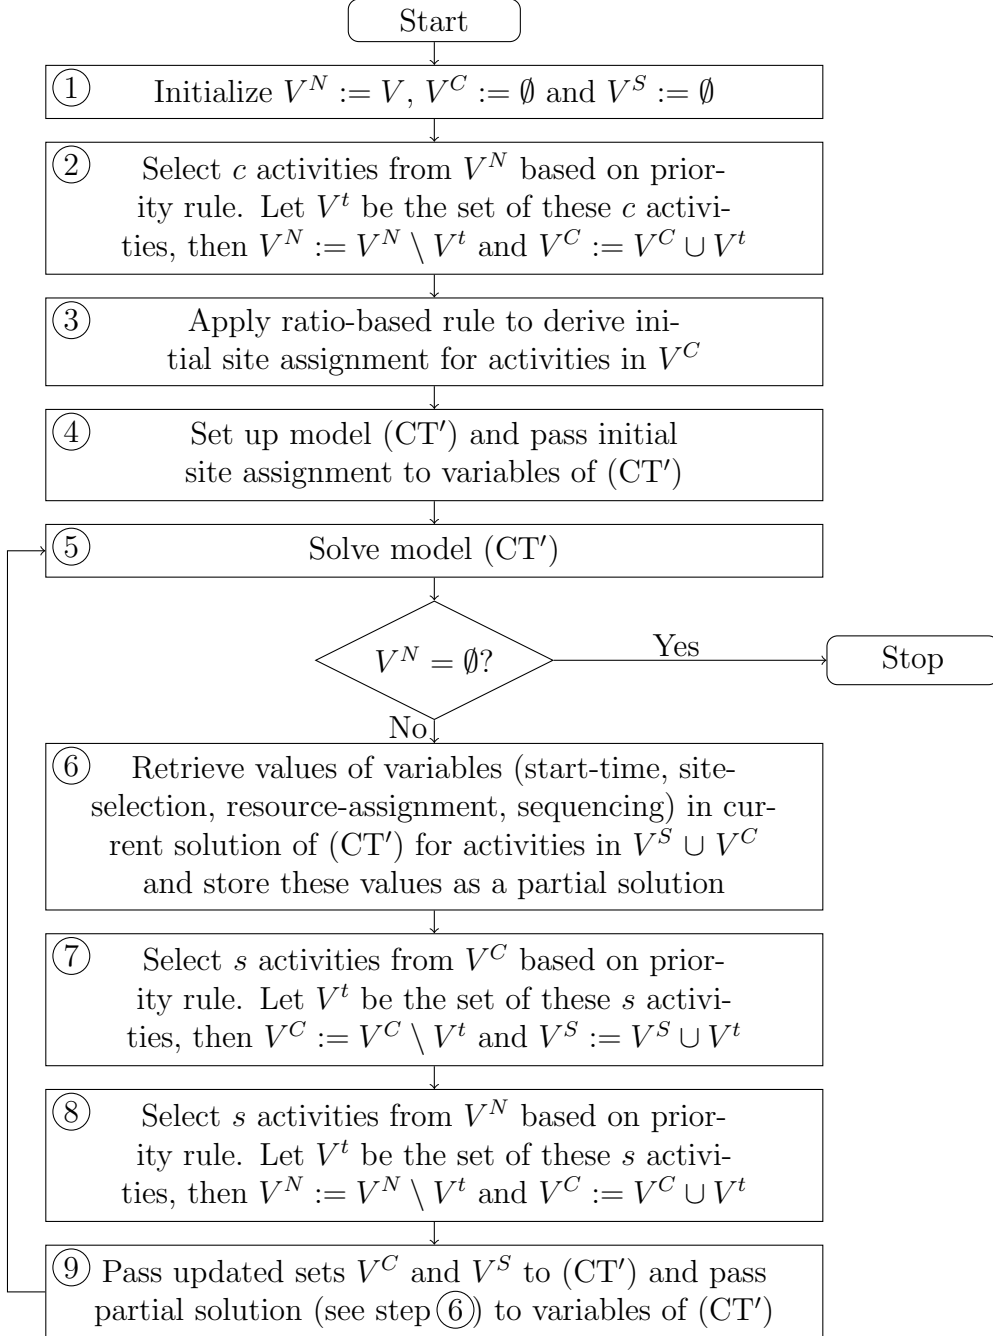 Start
① Initialize V^N := V, V^C := ∅ and V^S := ∅
② Select c activities from V^N based on prior-
ity rule. Let V^t be the set of these c activi-
ties, then V^N := V^N \ V^t and V^C := V^C ∪ V^t
③ Apply ratio-based rule to derive ini-
tial site assignment for activities in V^C
④ Set up model (CT′) and pass initial
site assignment to variables of (CT′)
⑤ Solve model (CT′)
V^N = ∅?
Yes
Stop
No
⑥ Retrieve values of variables (start-time, site-
selection, resource-assignment, sequencing) in cur-
rent solution of (CT′) for activities in V^S ∪ V^C
and store these values as a partial solution
⑦ Select s activities from V^C based on prior-
ity rule. Let V^t be the set of these s activi-
ties, then V^C := V^C \ V^t and V^S := V^S ∪ V^t
⑧ Select s activities from V^N based on prior-
ity rule. Let V^t be the set of these s activi-
ties, then V^N := V^N \ V^t and V^C := V^C ∪ V^t
⑨ Pass updated sets V^C and V^S to (CT′) and pass
partial solution (see step ⑥) to variables of (CT′)